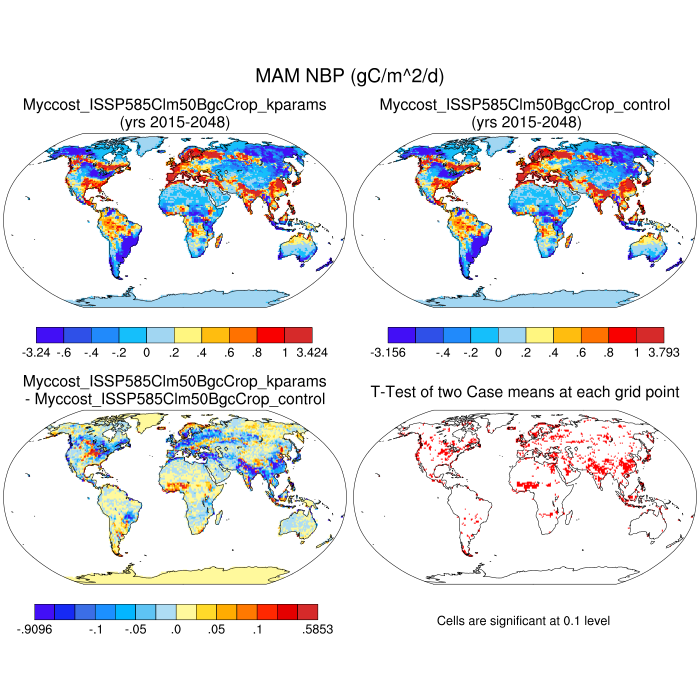 MAM NBP (gC/m^2/d)
Myccost_ISSP585Clm50BgcCrop_kparams
(yrs 2015-2048)
Myccost_ISSP585Clm50BgcCrop_control
(yrs 2015-2048)
-3.24 -.6 -.4 -.2 0 .2 .4 .6 .8 1 3.424
-3.156 -.4 -.2 0 .2 .4 .6 .8 1 3.793
Myccost_ISSP585Clm50BgcCrop_kparams
- Myccost_ISSP585Clm50BgcCrop_control
T-Test of two Case means at each grid point
-.9096 -.1 -.05 .0 .05 .1 .5853
Cells are significant at 0.1 level